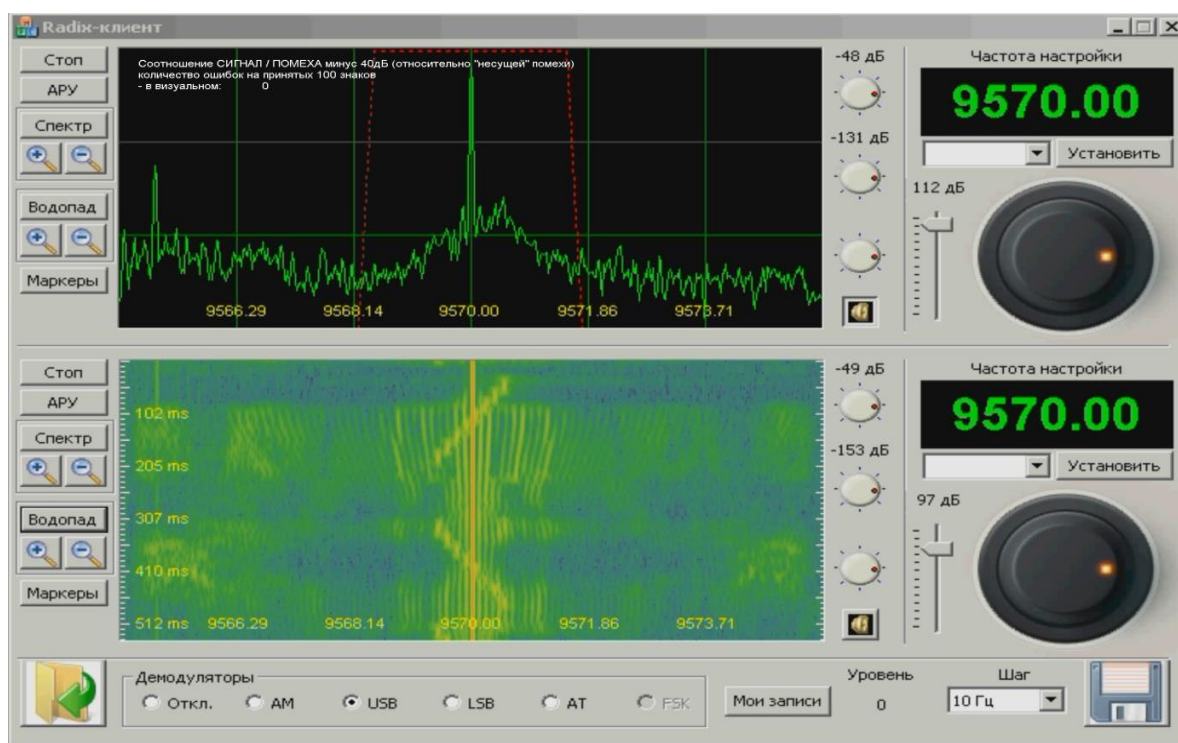 Radix-клиент
Стоп
АРУ
Спектр
Водопад
Маркеры
Соотношение СИГНАЛ / ПОМЕХА минус 40дБ (относительно "несущей" помехи)
количество ошибок на принятых 100 знаков
- в визуальном: 0
9566.29 9568.14 9570.00 9571.86 9573.71
-48 дБ
-131 дБ
Частота настройки
9570.00
Установить
112 дБ
Стоп
АРУ
Спектр
Водопад
Маркеры
102 ms
205 ms
307 ms
410 ms
512 ms 9566.29 9568.14 9570.00 9571.86 9573.71
-49 дБ
-153 дБ
Частота настройки
9570.00
Установить
97 дБ
Демодуляторы
Откл. AM USB LSB AT FSK
Мои записи
Уровень
0
Шаг
10 Гц